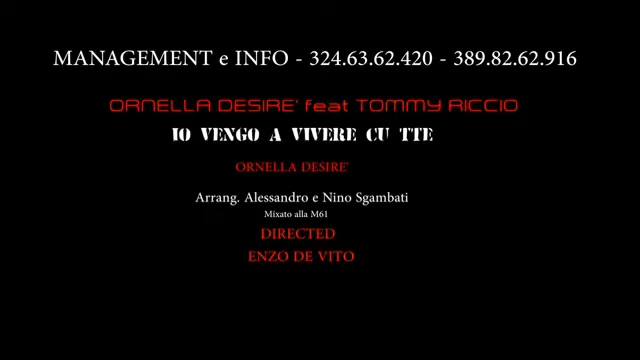 MANAGEMENT e INFO - 324.63.62.420 - 389.82.62.916
ORNELLA DESIRE' feat TOMMY RICCIO
IO VENGO A VIVERE CU TTE
ORNELLA DESIRE'
Arrang. Alessandro e Nino Sgambati
Mixato alla M61
DIRECTED
ENZO DE VITO